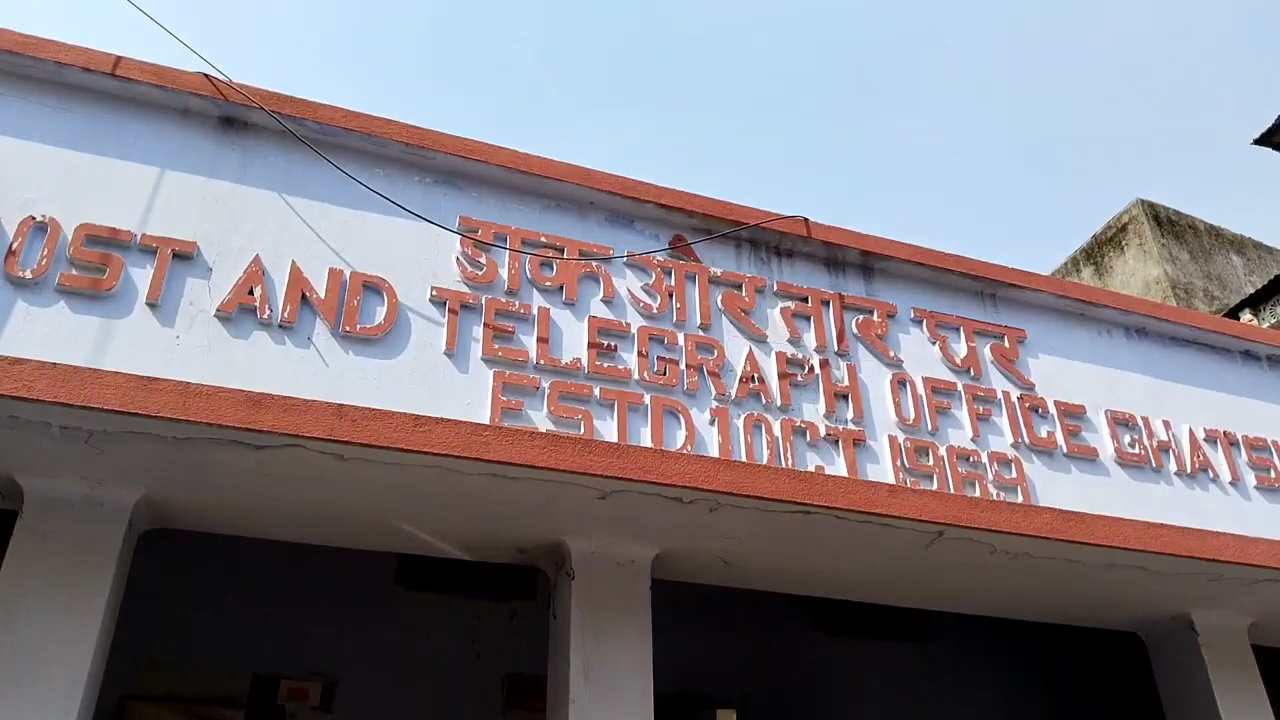 डाक और तार घर
OST AND TELEGRAPH OFFICE GHATS
ESTD 1 OCT 1969